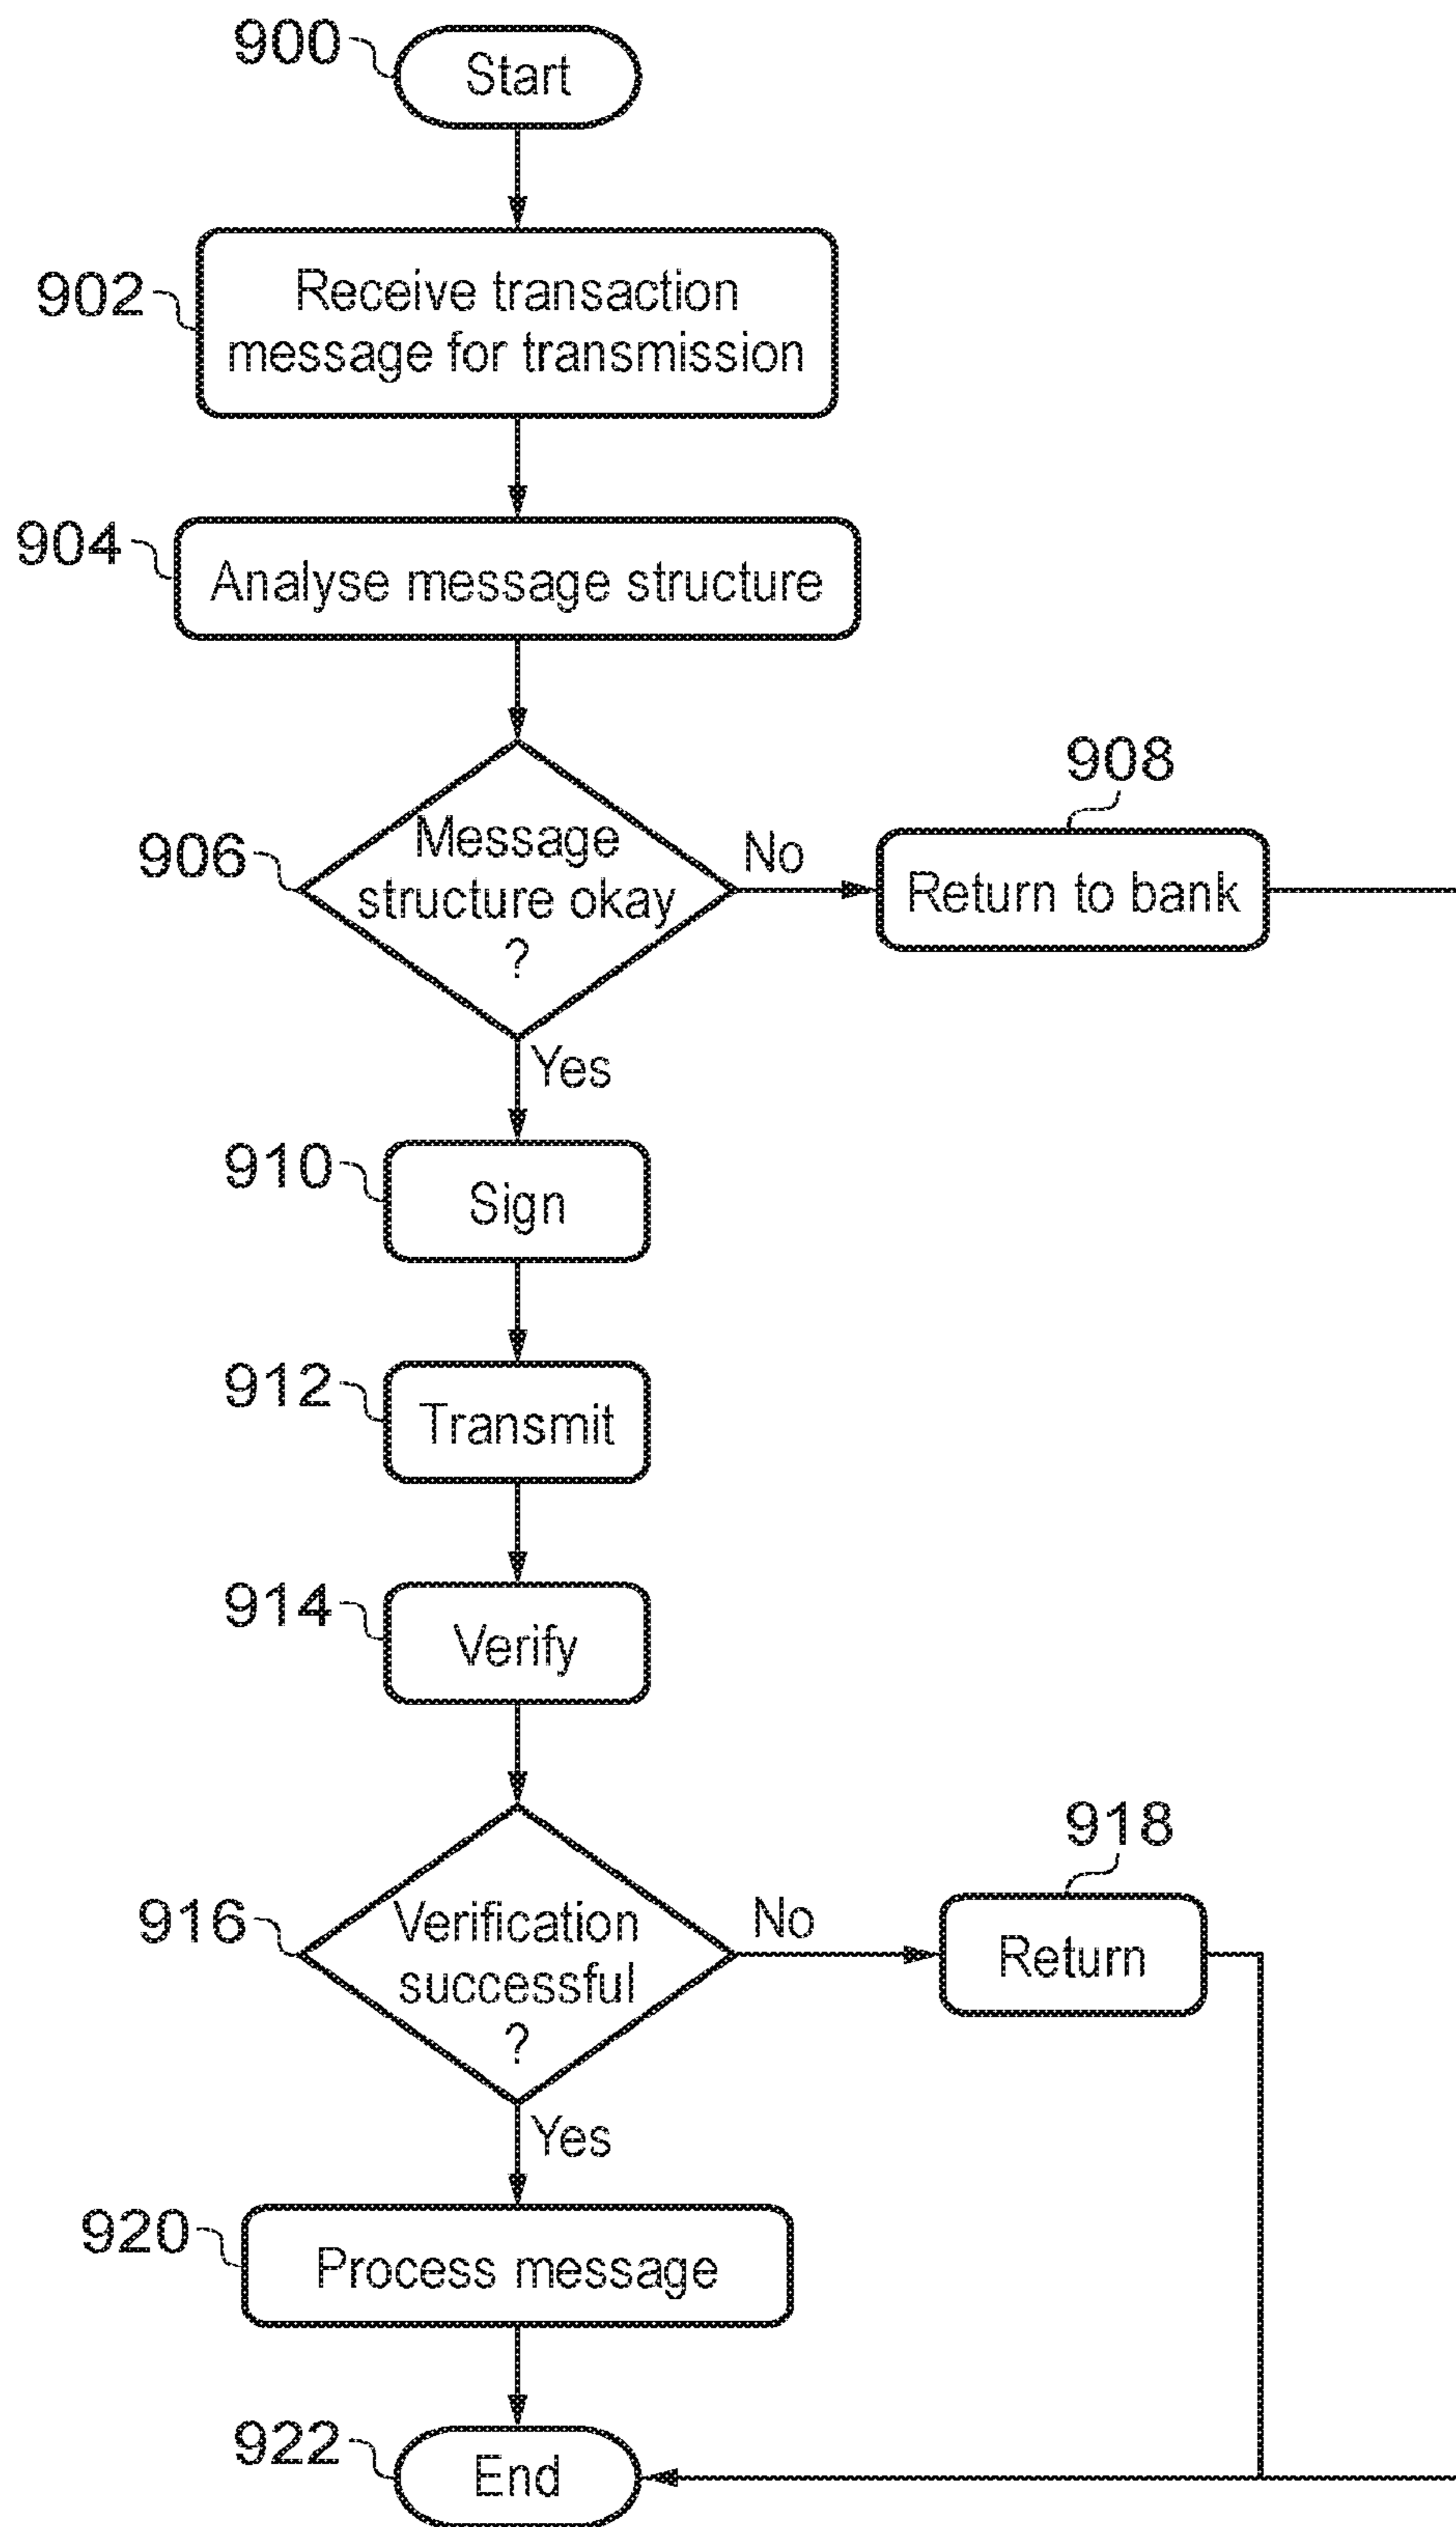 900
Start
902
Receive transaction
message for transmission
904
Analyse message structure
906
Message
structure okay
?
No
908
Return to bank
Yes
910
Sign
912
Transmit
914
Verify
916
Verification
successful
?
No
918
Return
Yes
920
Process message
922
End